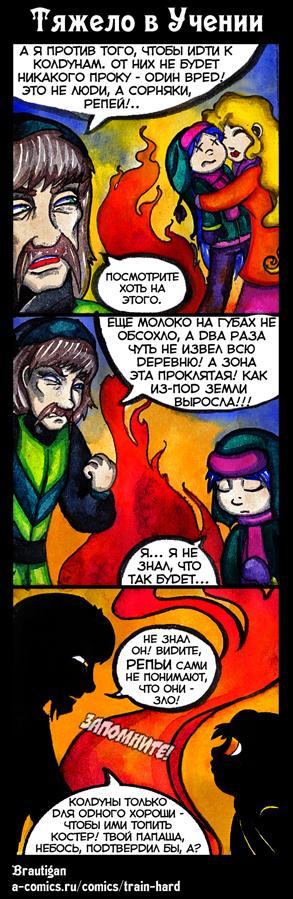 Тяжело в Учении
А Я ПРОТИВ ТОГО, ЧТОБЫ ИДТИ К
КОЛДУНАМ. ОТ НИХ НЕ БУДЕТ
НИКАКОГО ПРОКУ - ОДИН ВРЕД!
ЭТО НЕ ЛЮДИ, А СОРНЯКИ,
РЕПЕЙ!..
ПОСМОТРИТЕ
ХОТЬ НА
ЭТОГО.
ЕЩЕ МОЛОКО НА ГУБАХ НЕ
ОБСОХЛО, А ДВА РАЗА
ЧУТЬ НЕ ИЗВЕЛ ВСЮ
ДЕРЕВНЮ! А ЗОНА
ЭТА ПРОКЛЯТАЯ! КАК
ИЗ-ПОД ЗЕМЛИ
ВЫРОСЛА!!!
Я... Я НЕ
ЗНАЛ, ЧТО
ТАК БУДЕТ...
НЕ ЗНАЛ
ОН! ВИДИТЕ,
РЕПЬИ САМИ
НЕ ПОНИМАЮТ,
ЧТО ОНИ -
ЗЛО!
ЗАПОМНИТЕ!
КОЛДУНЫ ТОЛЬКО
ДЛЯ ОДНОГО ХОРОШИ -
ЧТОБЫ ИМИ ТОПИТЬ
КОСТЕР! ТВОЙ ПАПАША,
НЕБОСЬ, ПОДТВЕРДИЛ БЫ, А?
Brautigan
a-comics.ru/comics/train-hard